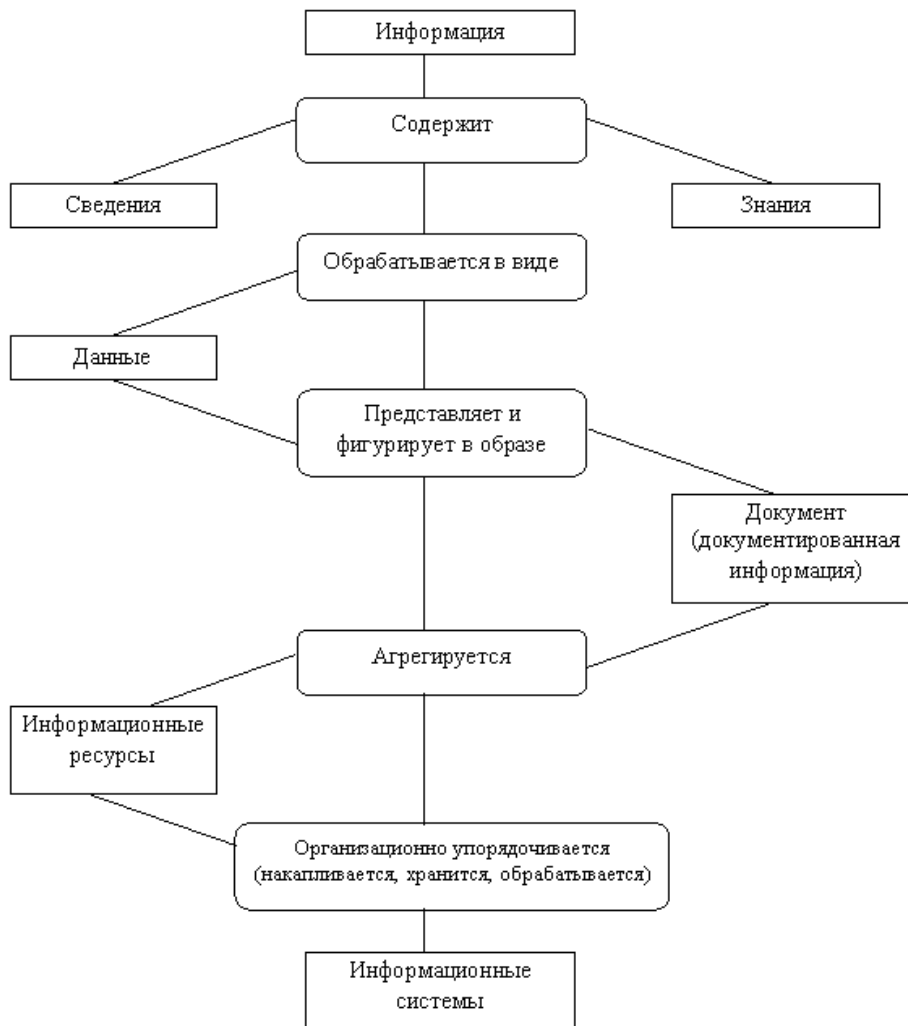 Информация
Содержит
Сведения
Знания
Обрабатывается в виде
Данные
Представляет и
фигурирует в образе
Документ
(документированная
информация)
Агрегируется
Информационные
ресурсы
Организационно упорядочивается
(накапливается, хранится, обрабатывается)
Информационные
системы